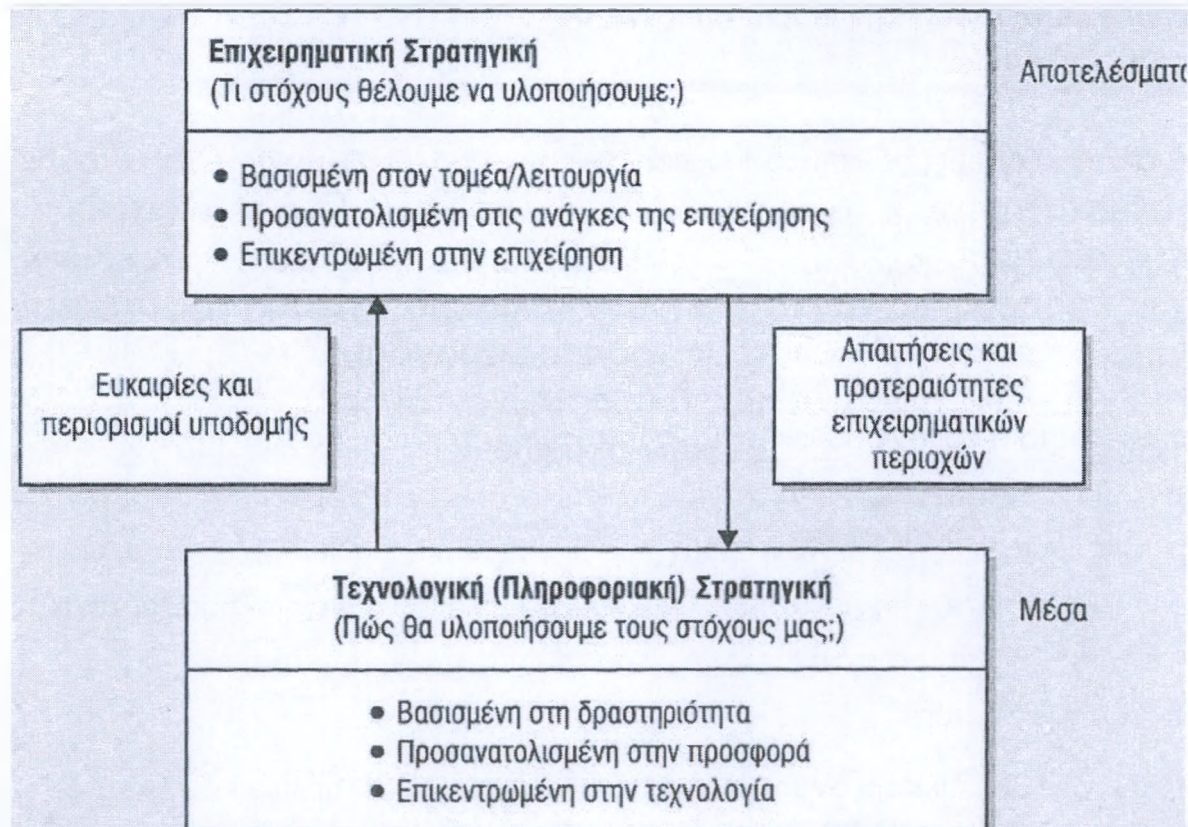 Επιχειρηματική Στρατηγική
(Τι στόχους θέλουμε να υλοποιήσουμε;)
Αποτελέσματα
• Βασισμένη στον τομέα/λειτουργία
• Προσανατολισμένη στις ανάγκες της επιχείρησης
• Επικεντρωμένη στην επιχείρηση
Ευκαιρίες και
περιορισμοί υποδομής
Απαιτήσεις και
προτεραιότητες
επιχειρηματικών
περιοχών
Τεχνολογική (Πληροφοριακή) Στρατηγική
(Πώς θα υλοποιήσουμε τους στόχους μας;)
Μέσα
• Βασισμένη στη δραστηριότητα
• Προσανατολισμένη στην προσφορά
• Επικεντρωμένη στην τεχνολογία